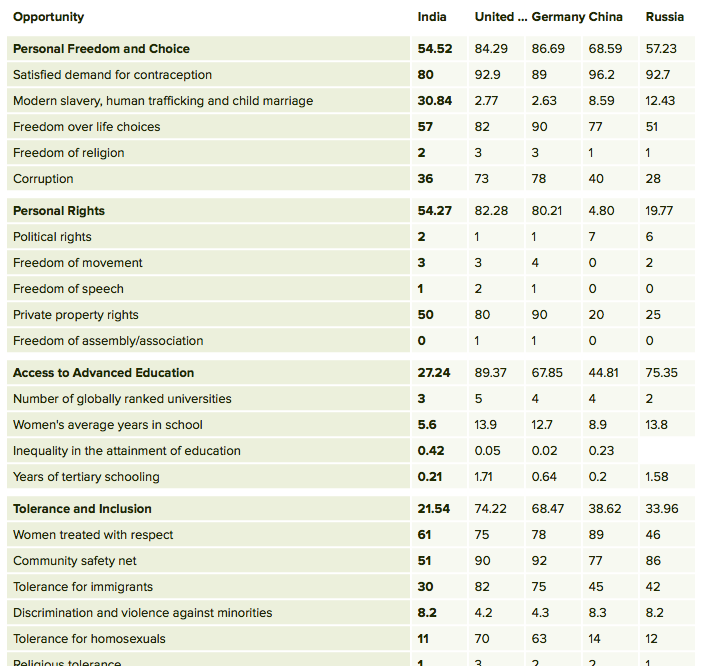 Opportunity India United ... Germany China Russia
Personal Freedom and Choice 54.52 84.29 86.69 68.59 57.23
Satisfied demand for contraception 80 92.9 89 96.2 92.7
Modern slavery, human trafficking and child marriage 30.84 2.77 2.63 8.59 12.43
Freedom over life choices 57 82 90 77 51
Freedom of religion 2 3 3 1 1
Corruption 36 73 78 40 28
Personal Rights 54.27 82.28 80.21 4.80 19.77
Political rights 2 1 1 7 6
Freedom of movement 3 3 4 0 2
Freedom of speech 1 2 1 0 0
Private property rights 50 80 90 20 25
Freedom of assembly/association 0 1 1 0 0
Access to Advanced Education 27.24 89.37 67.85 44.81 75.35
Number of globally ranked universities 3 5 4 4 2
Women's average years in school 5.6 13.9 12.7 8.9 13.8
Inequality in the attainment of education 0.42 0.05 0.02 0.23
Years of tertiary schooling 0.21 1.71 0.64 0.2 1.58
Tolerance and Inclusion 21.54 74.22 68.47 38.62 33.96
Women treated with respect 61 75 78 89 46
Community safety net 51 90 92 77 86
Tolerance for immigrants 30 82 75 45 42
Discrimination and violence against minorities 8.2 4.2 4.3 8.3 8.2
Tolerance for homosexuals 11 70 63 14 12
Religious tolerance 1 3 2 2 1